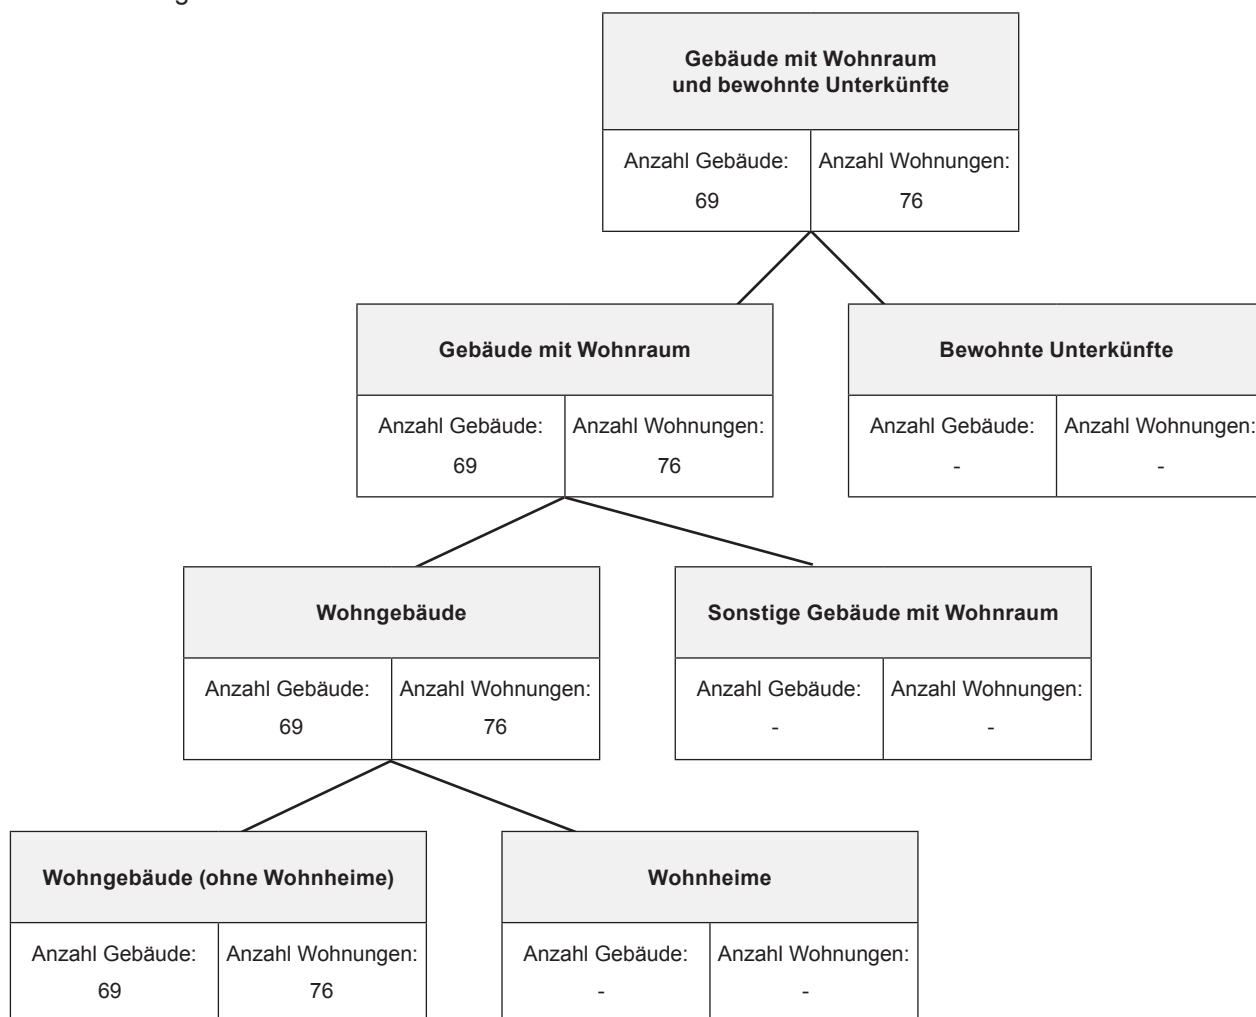 Gebäude mit Wohnraum
und bewohnte Unterkünfte
Anzahl Gebäude: Anzahl Wohnungen:
69 76
Gebäude mit Wohnraum Bewohnte Unterkünfte
Anzahl Gebäude: Anzahl Wohnungen: Anzahl Gebäude: Anzahl Wohnungen:
69 76 - -
Wohngebäude Sonstige Gebäude mit Wohnraum
Anzahl Gebäude: Anzahl Wohnungen: Anzahl Gebäude: Anzahl Wohnungen:
69 76 - -
Wohngebäude (ohne Wohnheime) Wohnheime
Anzahl Gebäude: Anzahl Wohnungen: Anzahl Gebäude: Anzahl Wohnungen:
69 76 - -